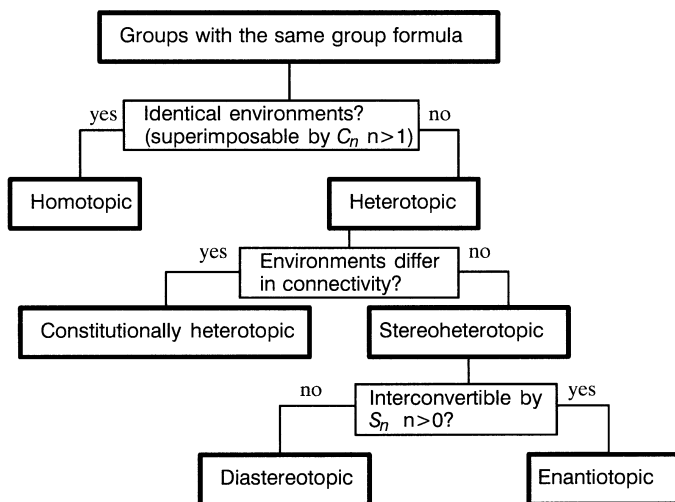 Groups with the same group formula
yes
Identical environments?
(superimposable by Cn n>1)
no
Homotopic
Heterotopic
yes
Environments differ
in connectivity?
no
Constitutionally heterotopic
Stereoheterotopic
no
Interconvertible by
Sn n>0?
yes
Diastereotopic
Enantiotopic